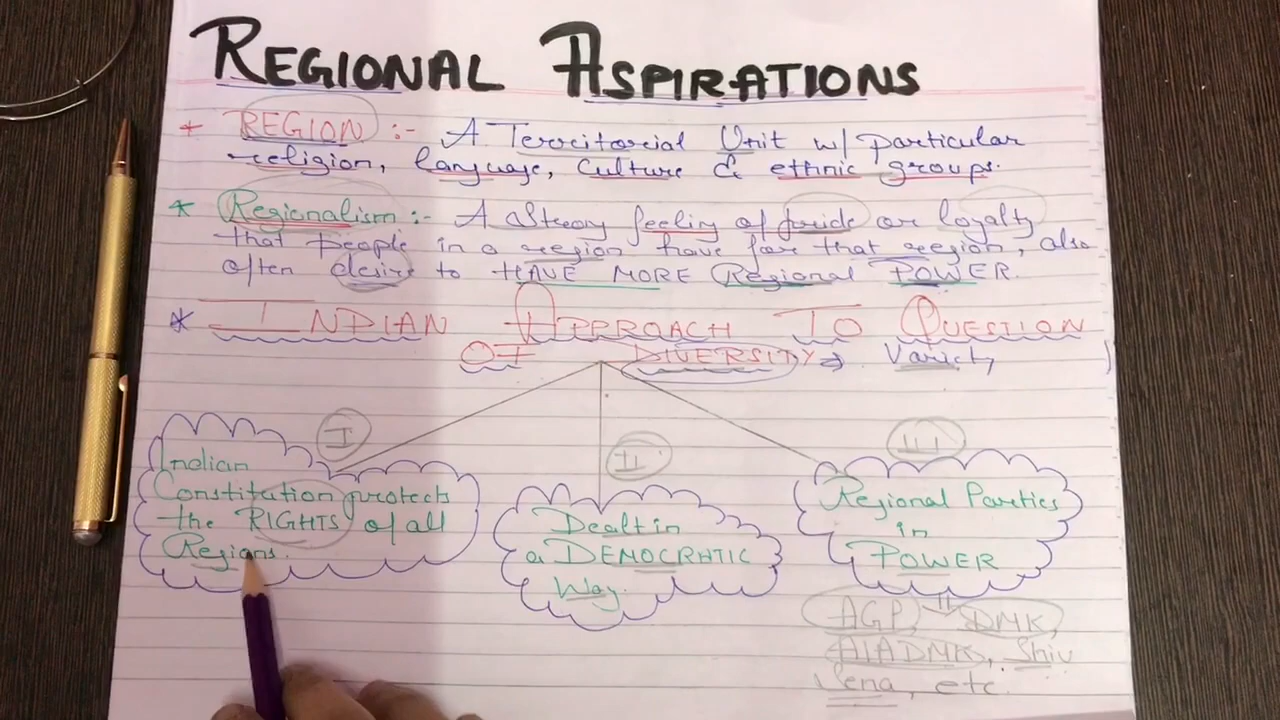 REGIONAL ASPIRATIONS
* REGION :- A Territorial Unit w/ particular
religion, language, Culture & ethnic groups.
* Regionalism :- A strong feeling of pride or loyalty
that people in a region have for that region, also
often desire to HAVE MORE Regional POWER.
* INDIAN APPROACH TO QUESTION
OF DIVERSITY → Variety
I
II
III
Indian
Constitution protects
the RIGHTS of all
Regions.
Dealt in
a DEMOCRATIC
Way.
Regional Parties
in
POWER
AGP, DMK,
AIADMK, Shiv
Sena, etc.